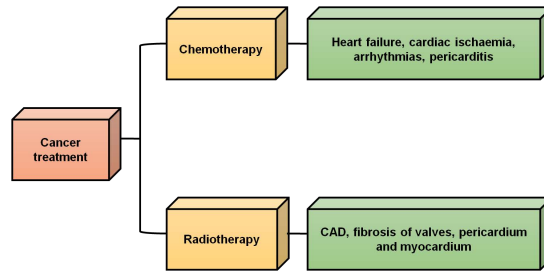 Chemotherapy
Heart failure, cardiac ischaemia,
arrhythmias, pericarditis
Cancer
treatment
Radiotherapy
CAD, fibrosis of valves, pericardium
and myocardium